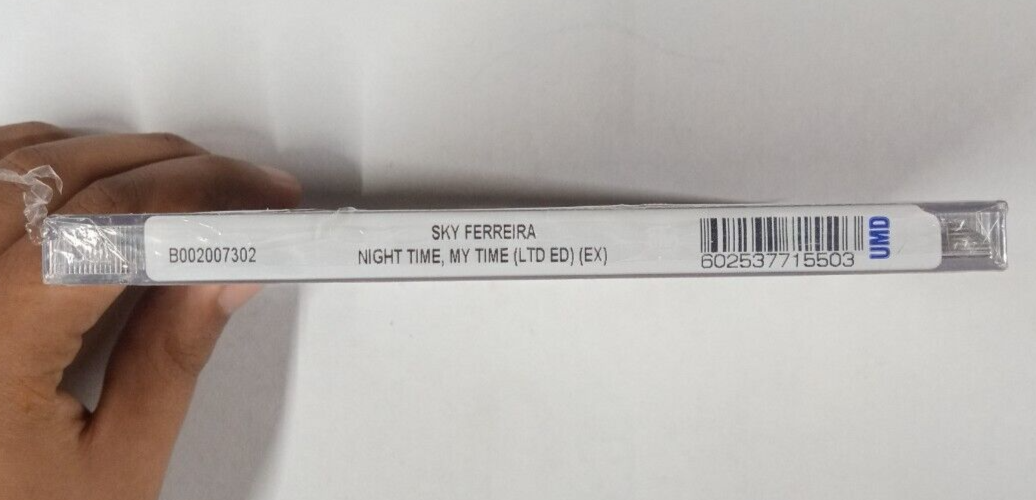 SKY FERREIRA
B002007302 NIGHT TIME, MY TIME (LTD ED) (EX)
602537715503
UMD